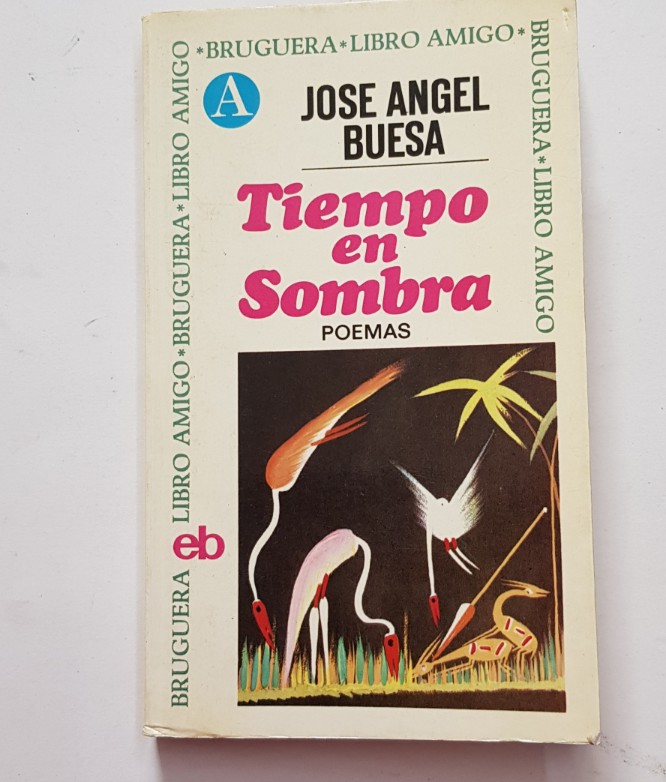 *BRUGUERA*LIBRO AMIGO*
BRUGUERA*LIBRO AMIGO
BRUGUERA LIBRO AMIGO*BRUGUERA*LIBRO AMIGO
A
JOSE ANGEL
BUESA
Tiempo
en
Sombra
POEMAS
eb